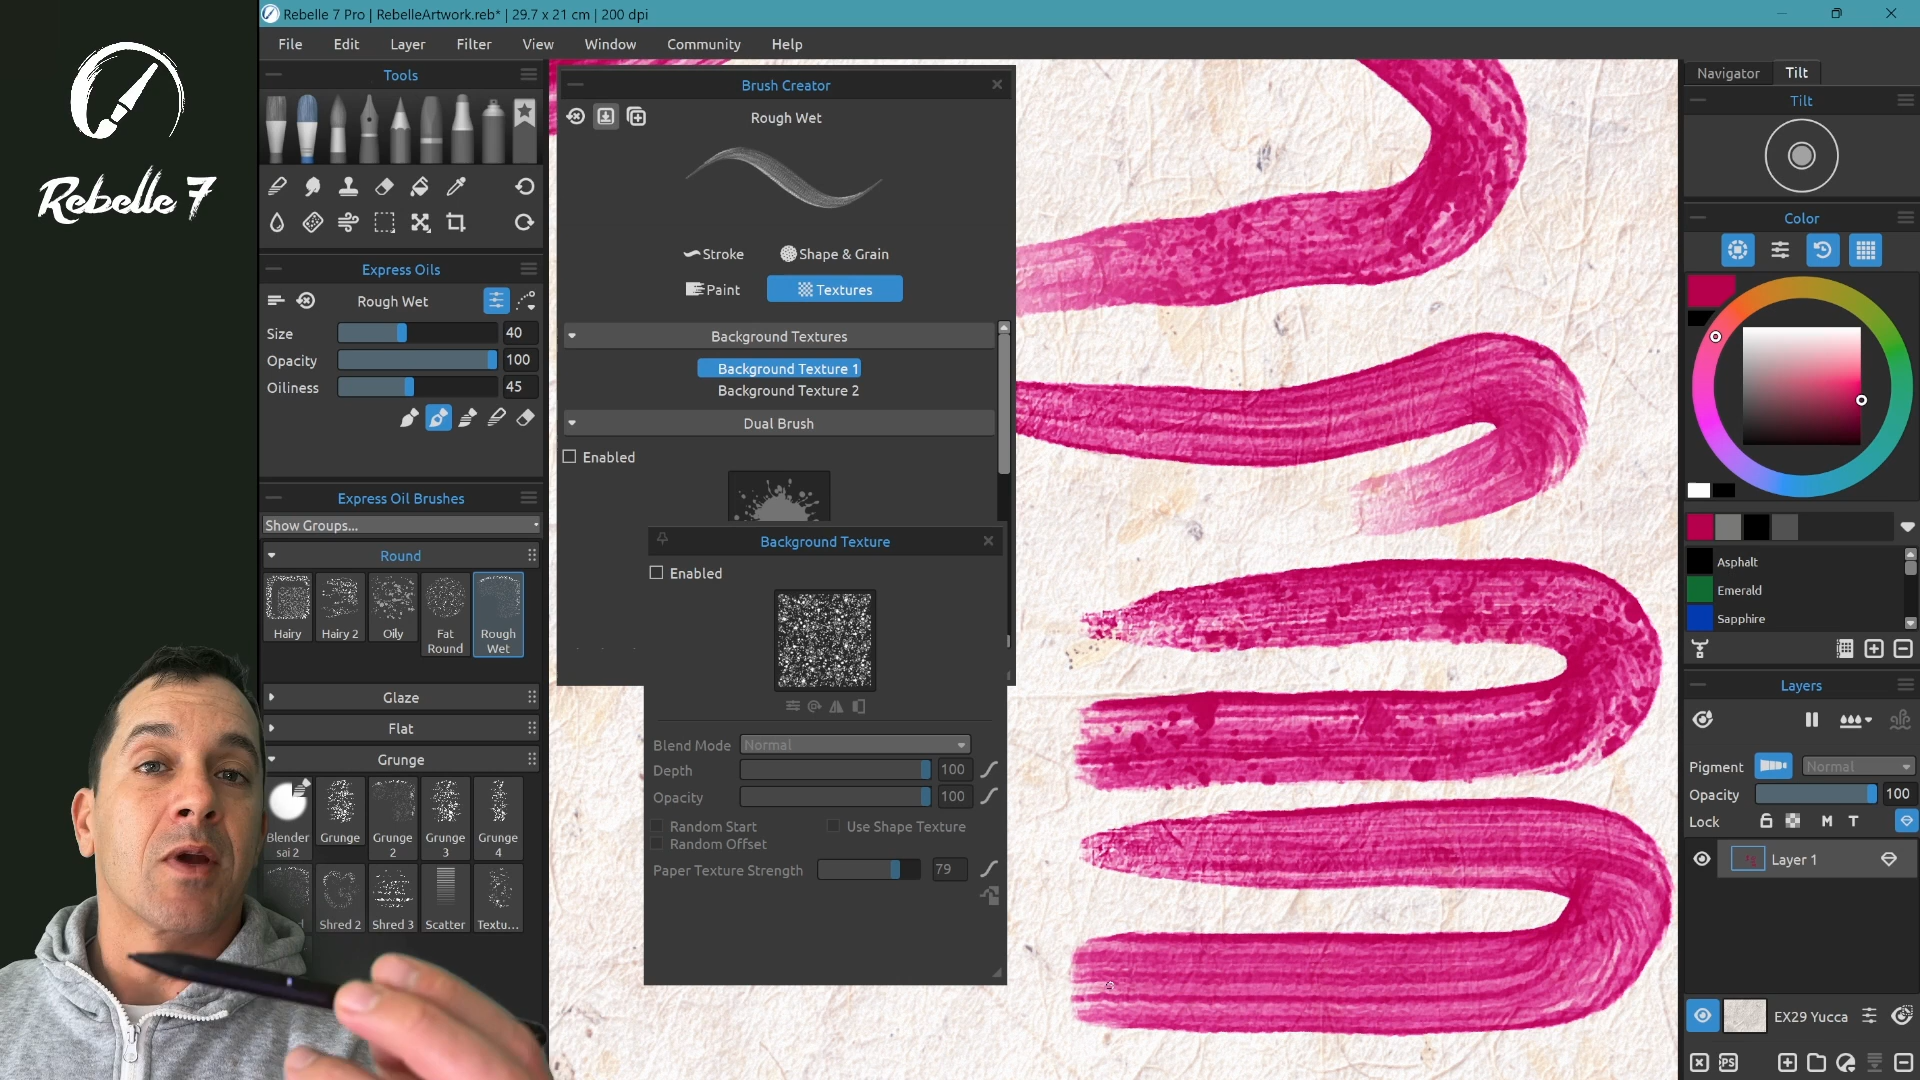 Rebelle 7 Pro | RebelleArtwork.reb* | 29.7 x 21 cm | 200 dpi
File Edit Layer Filter View Window Community Help
Rebelle 7
Tools
Express Oils
Rough Wet
Size 40
Opacity 100
Oiliness 45
Express Oil Brushes
Show Groups...
Round
Hairy
Hairy 2
Oily
Fat
Round
Rough
Wet
Glaze
Flat
Grunge
Blender
sai 2
Grunge
Grunge
2
Grunge
3
Grunge
4
Shred 2
Shred 3
Scatter
Textu...
Brush Creator
Rough Wet
Stroke
Shape & Grain
Paint
Textures
Background Textures
Background Texture 1
Background Texture 2
Dual Brush
Enabled
Background Texture
Enabled
Blend Mode Normal
Depth 100
Opacity 100
Random Start
Use Shape Texture
Random Offset
Paper Texture Strength 79
Navigator Tilt
Tilt
Color
Asphalt
Emerald
Sapphire
Layers
Pigment Normal
Opacity 100
Lock M T
Layer 1
EX29 Yucca
PS